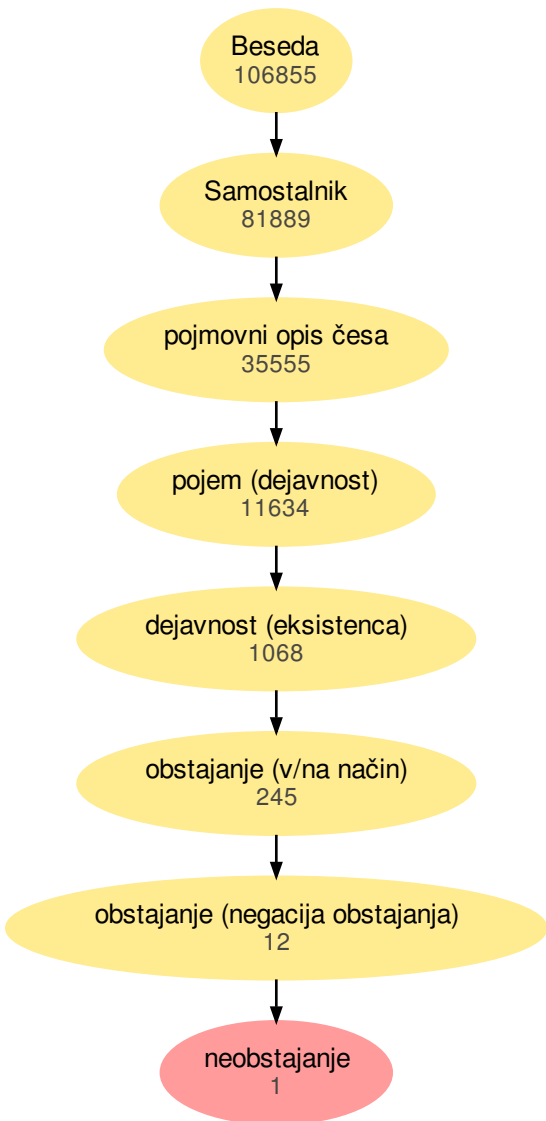 Beseda
106855
Samostalnik
81889
pojmovni opis česa
35555
pojem (dejavnost)
11634
dejavnost (eksistenca)
1068
obstajanje (v/na način)
245
obstajanje (negacija obstajanja)
12
neobstajanje
1